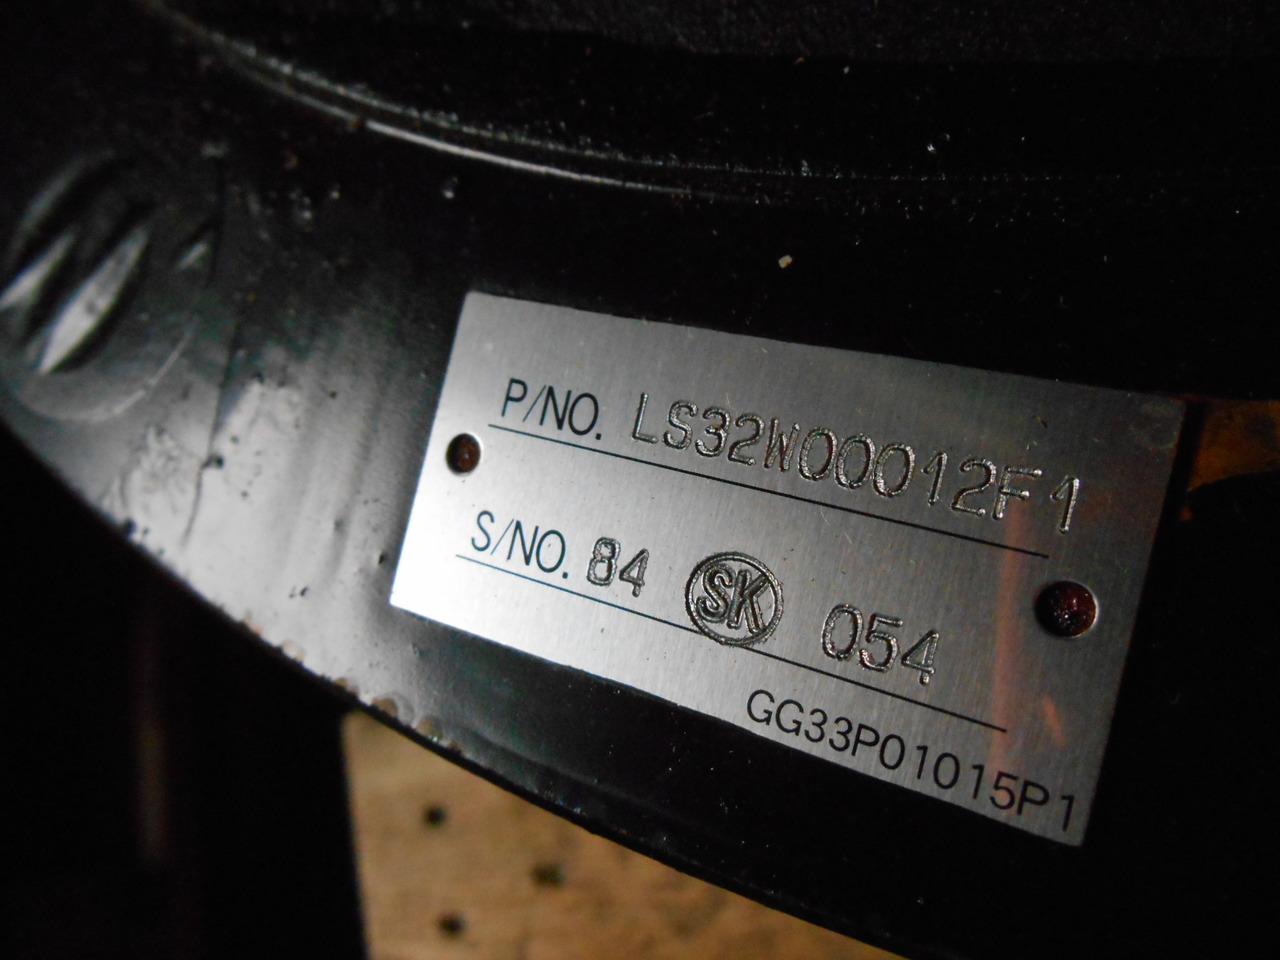 P/NO. LS32W00012F1
S/NO. 84 SK 054
GG33P01015P1